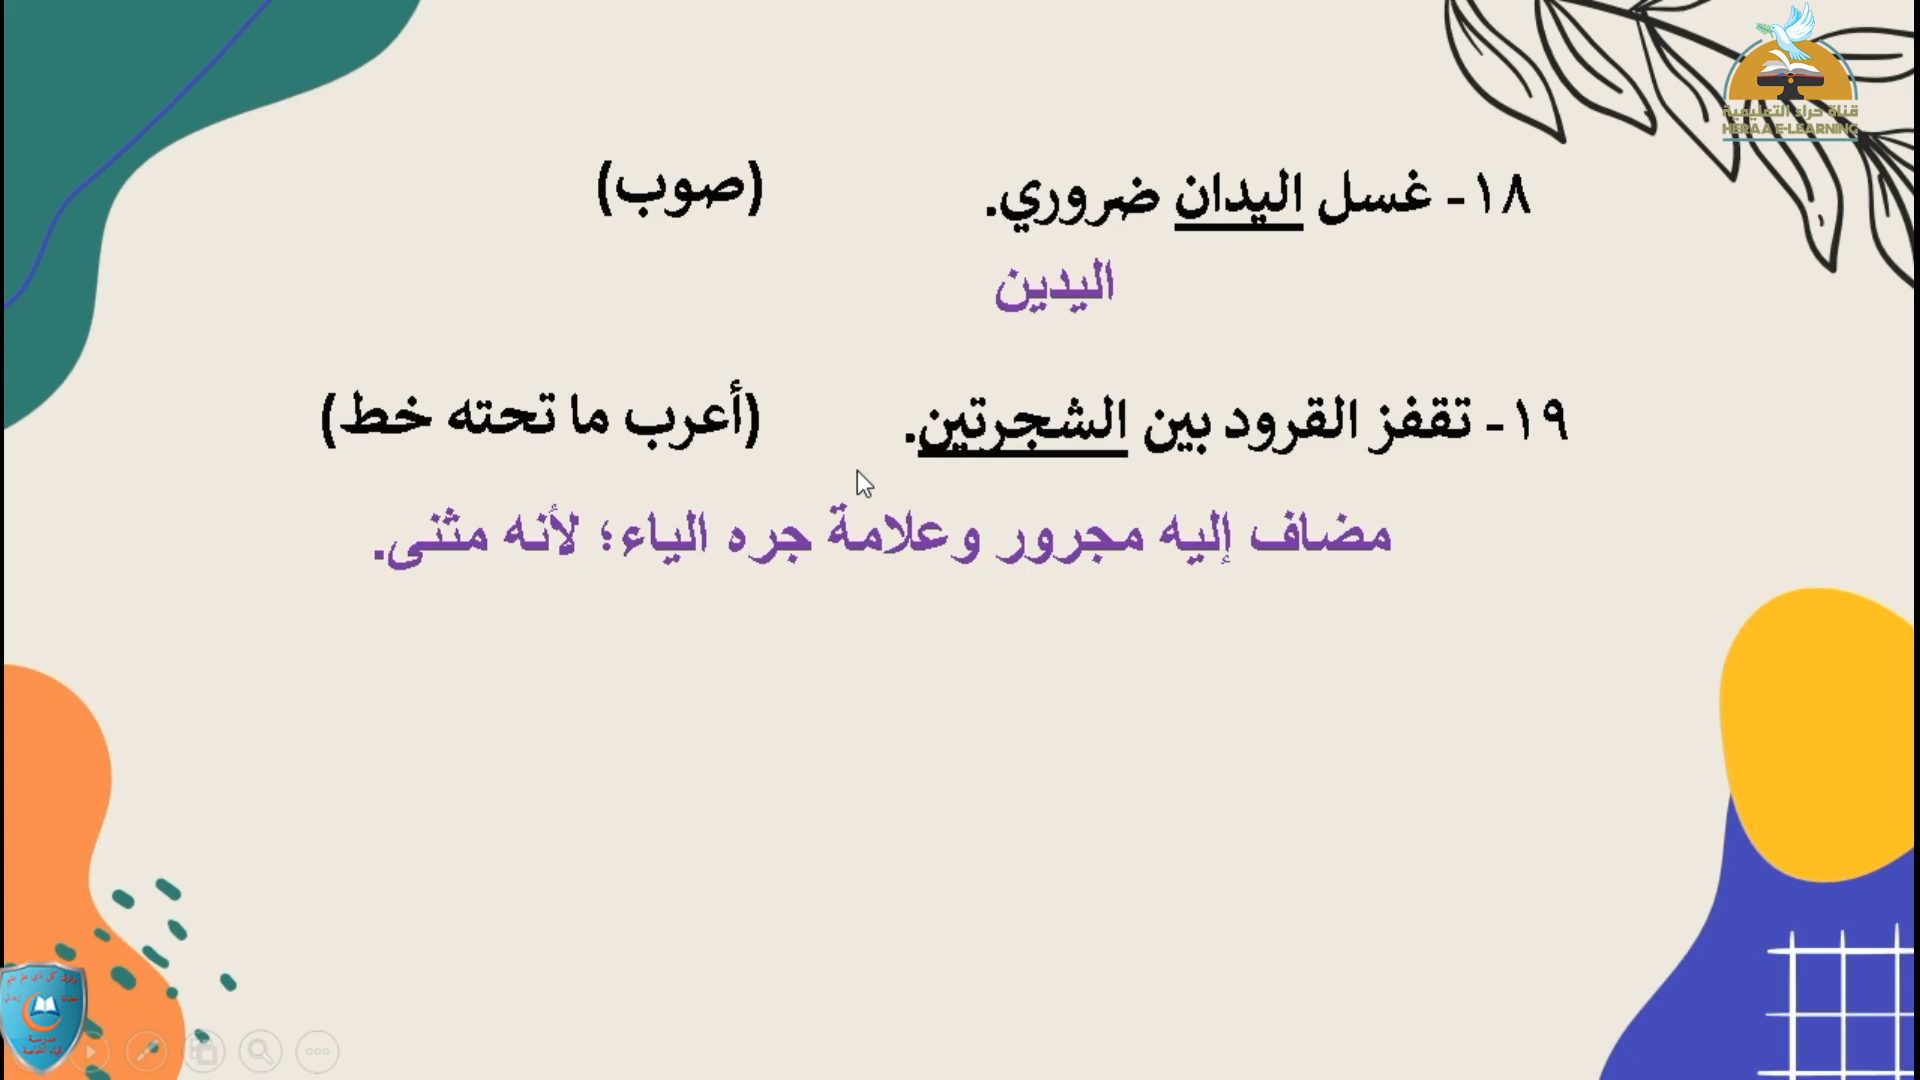 قناة حراء التعليمية
HERAA E-LEARNING
١٨- غسل اليدان ضروري. (صوب)
اليدين
١٩- تقفز القرود بين الشجرتين. (أعرب ما تحته خط)
مضاف إليه مجرور وعلامة جره الياء؛ لأنه مثنى.
مدرسة